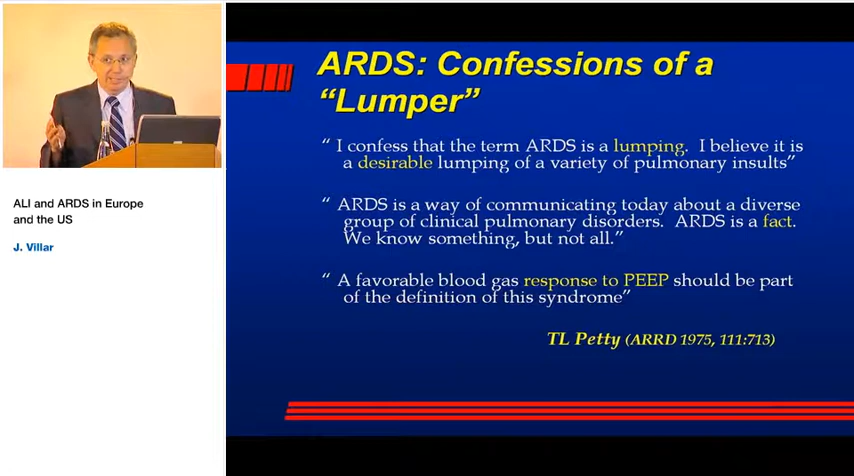 ARDS: Confessions of a
“Lumper”
“ I confess that the term ARDS is a lumping. I believe it is
a desirable lumping of a variety of pulmonary insults”
“ ARDS is a way of communicating today about a diverse
group of clinical pulmonary disorders. ARDS is a fact.
We know something, but not all.”
“ A favorable blood gas response to PEEP should be part
of the definition of this syndrome”
TL Petty (ARRD 1975, 111:713)
ALI and ARDS in Europe
and the US
J. Villar